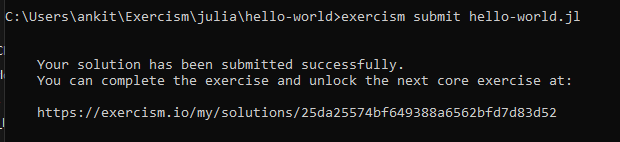 C:\Users\ankit\Exercism\julia\hello-world>exercism submit hello-world.jl
Your solution has been submitted successfully.
You can complete the exercise and unlock the next core exercise at:
https://exercism.io/my/solutions/25da25574bf649388a6562bfd7d83d52